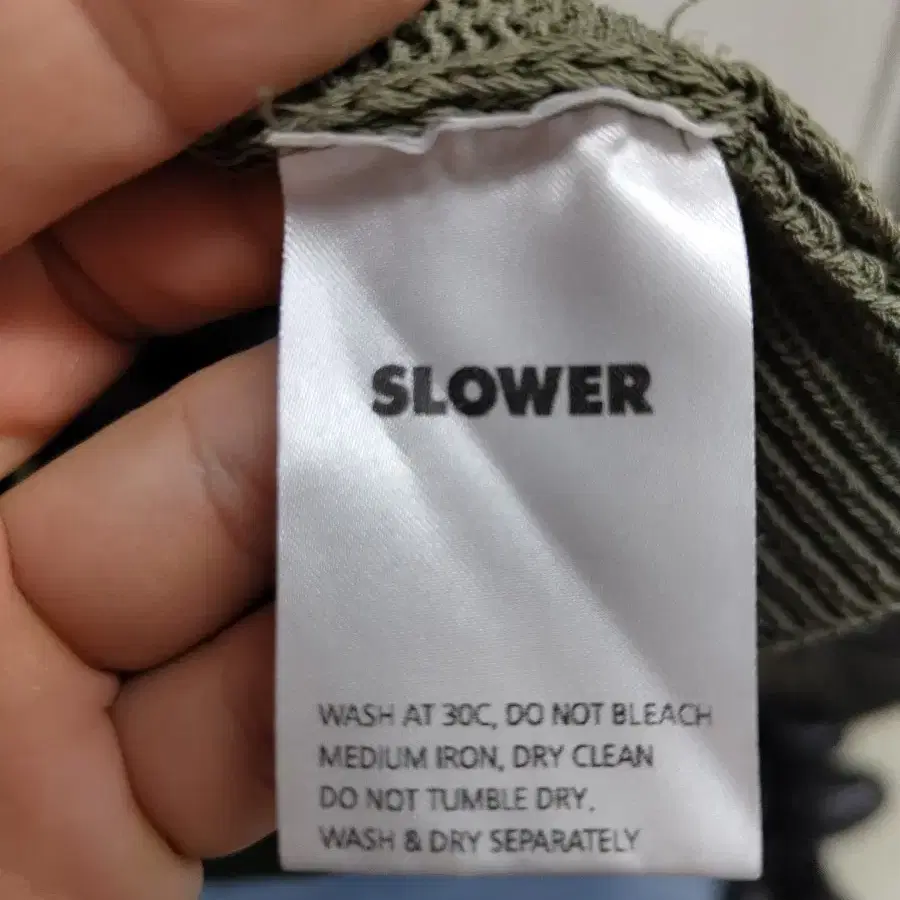 SLOWER
WASH AT 30C, DO NOT BLEACH
MEDIUM IRON, DRY CLEAN
DO NOT TUMBLE DRY.
WASH & DRY SEPARATELY